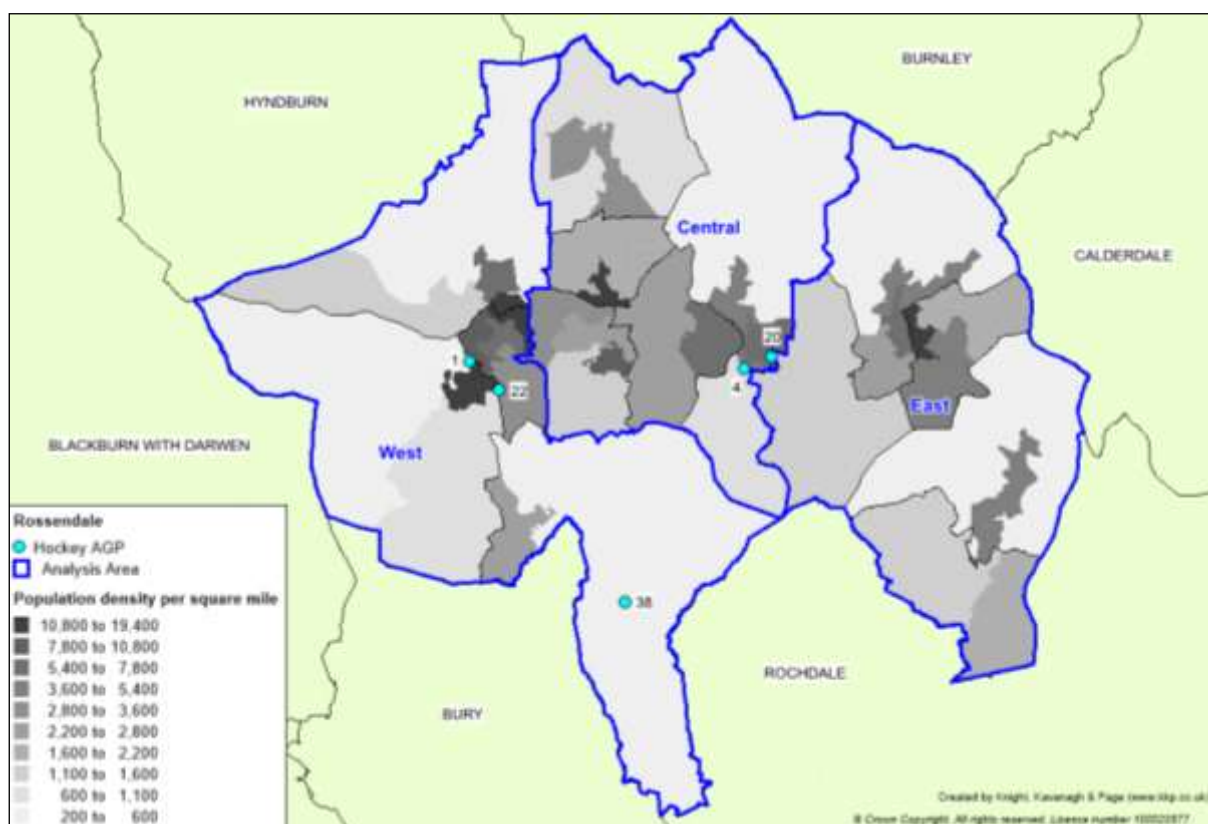 BURNLEY
HYNDBURN
Central
CALDERDALE
1
20
4
22
East
West
BLACKBURN WITH DARWEN
38
ROCHDALE
BURY
Rossendale
Hockey AGP
Analysis Area
Population density per square mile
10,800 to 19,400
7,800 to 10,800
5,400 to 7,800
3,600 to 5,400
2,800 to 3,600
2,200 to 2,800
1,600 to 2,200
1,100 to 1,600
600 to 1,100
200 to 600
Created by Knight, Kavanagh & Page (www.kkp.co.uk)
© Crown Copyright. All rights reserved. Licence number